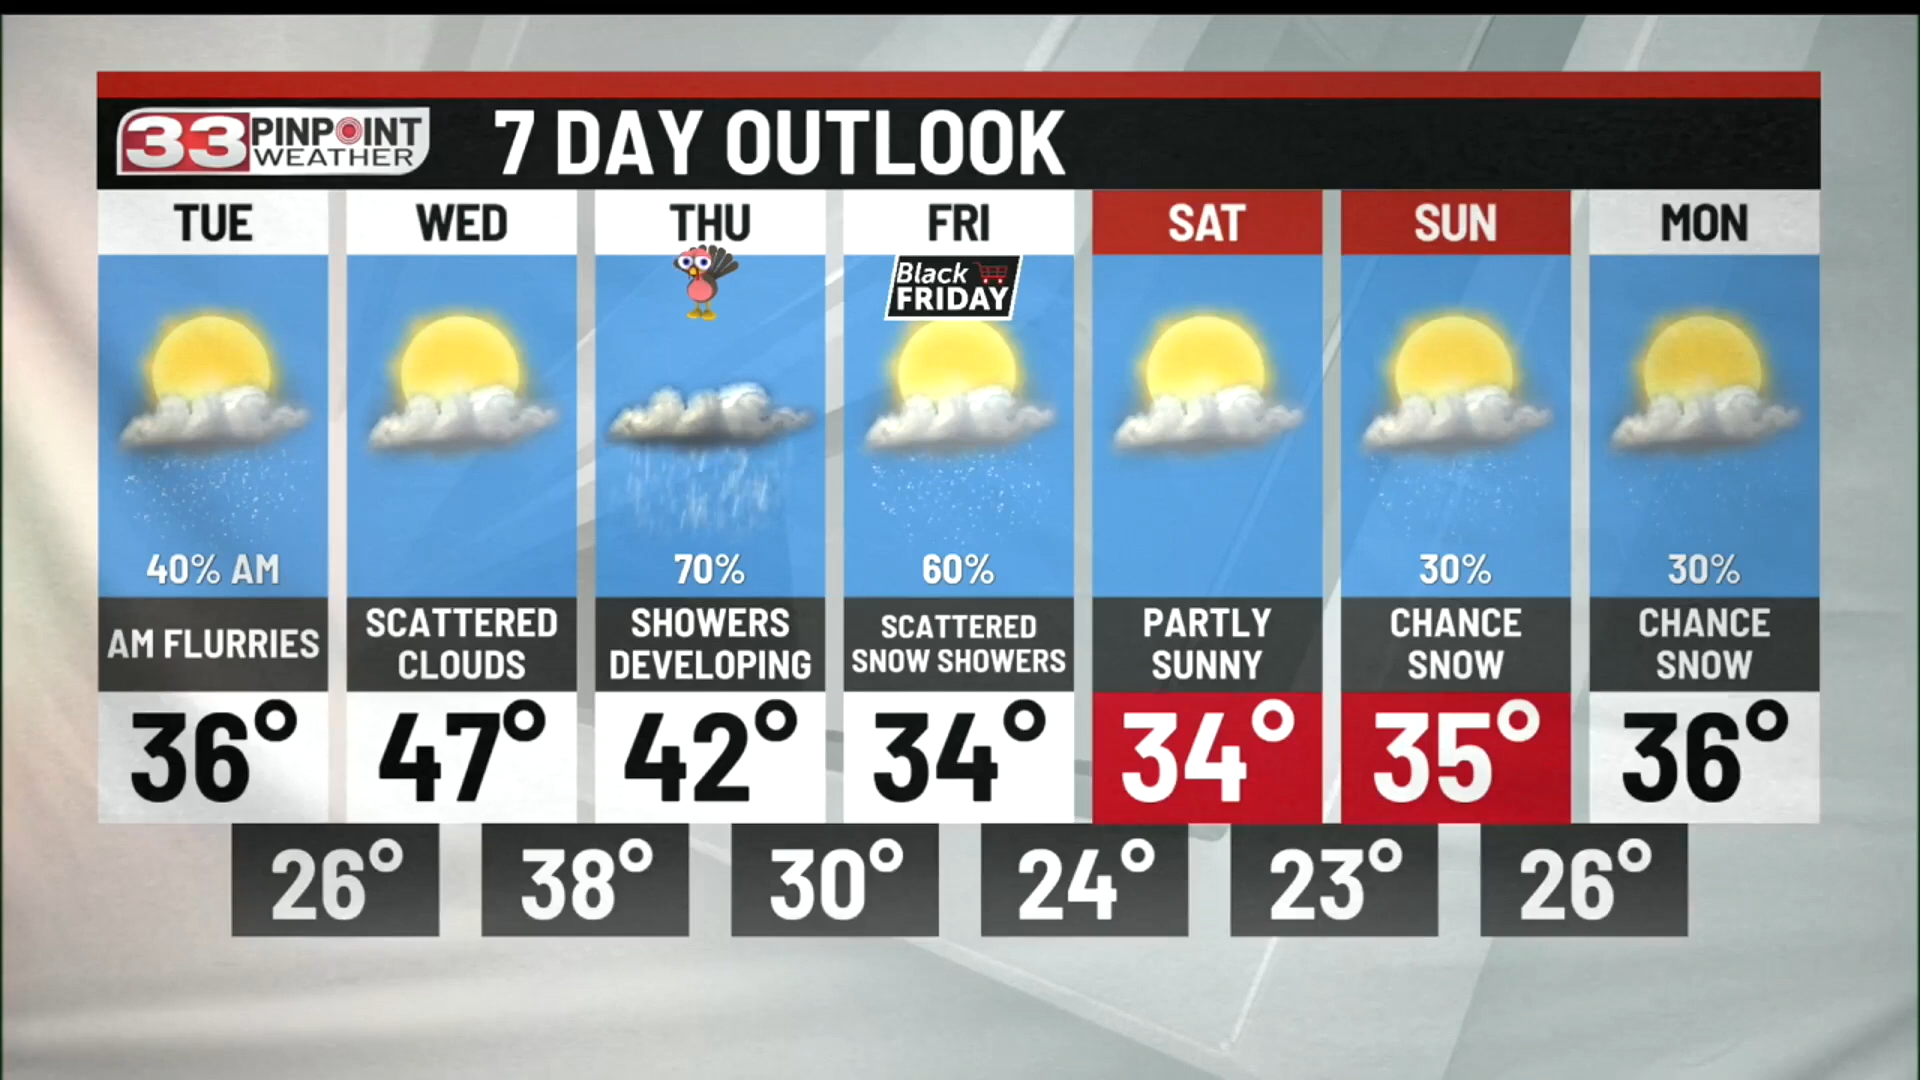 33 PINPOINT
WEATHER
7 DAY OUTLOOK
TUE
WED
THU
FRI
SAT
SUN
MON
Black
FRIDAY
40% AM
70%
60%
30%
30%
AM FLURRIES
SCATTERED
CLOUDS
SHOWERS
DEVELOPING
SCATTERED
SNOW SHOWERS
PARTLY
SUNNY
CHANCE
SNOW
CHANCE
SNOW
36°
47°
42°
34°
34°
35°
36°
26°
38°
30°
24°
23°
26°